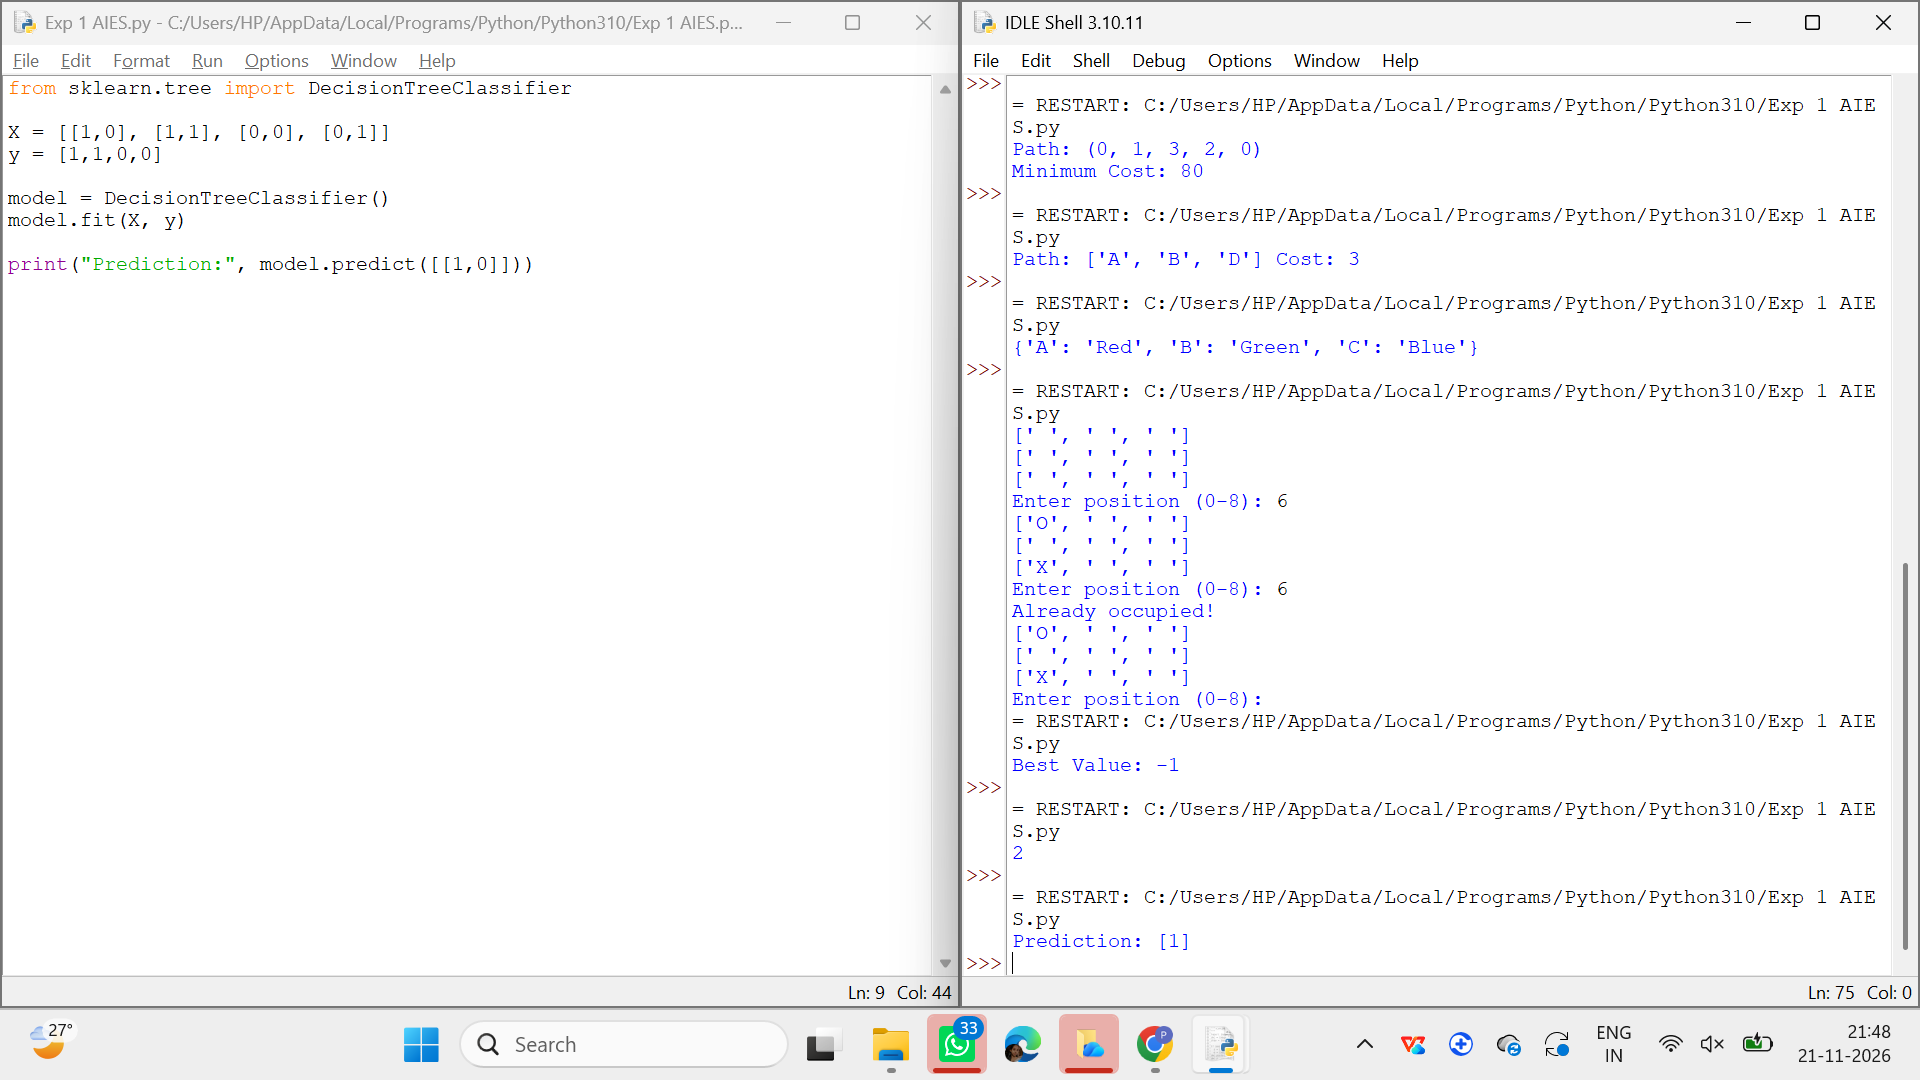 Exp 1 AIES.py - C:/Users/HP/AppData/Local/Programs/Python/Python310/Exp 1 AIES.p...
File Edit Format Run Options Window Help
from sklearn.tree import DecisionTreeClassifier
X = [[1,0], [1,1], [0,0], [0,1]]
y = [1,1,0,0]
model = DecisionTreeClassifier()
model.fit(X, y)
print("Prediction:", model.predict([[1,0]]))
Ln: 9 Col: 44
IDLE Shell 3.10.11
File Edit Shell Debug Options Window Help
>>>
= RESTART: C:/Users/HP/AppData/Local/Programs/Python/Python310/Exp 1 AIE
S.py
Path: (0, 1, 3, 2, 0)
Minimum Cost: 80
>>>
= RESTART: C:/Users/HP/AppData/Local/Programs/Python/Python310/Exp 1 AIE
S.py
Path: ['A', 'B', 'D'] Cost: 3
>>>
= RESTART: C:/Users/HP/AppData/Local/Programs/Python/Python310/Exp 1 AIE
S.py
{'A': 'Red', 'B': 'Green', 'C': 'Blue'}
>>>
= RESTART: C:/Users/HP/AppData/Local/Programs/Python/Python310/Exp 1 AIE
S.py
[' ', ' ', ' ']
[' ', ' ', ' ']
[' ', ' ', ' ']
Enter position (0-8): 6
['O', ' ', ' ']
[' ', ' ', ' ']
['X', ' ', ' ']
Enter position (0-8): 6
Already occupied!
['O', ' ', ' ']
[' ', ' ', ' ']
['X', ' ', ' ']
Enter position (0-8):
= RESTART: C:/Users/HP/AppData/Local/Programs/Python/Python310/Exp 1 AIE
S.py
Best Value: -1
>>>
= RESTART: C:/Users/HP/AppData/Local/Programs/Python/Python310/Exp 1 AIE
S.py
2
>>>
= RESTART: C:/Users/HP/AppData/Local/Programs/Python/Python310/Exp 1 AIE
S.py
Prediction: [1]
>>>
Ln: 75 Col: 0
27°
Search
33
P
ENG
IN
21:48
21-11-2026